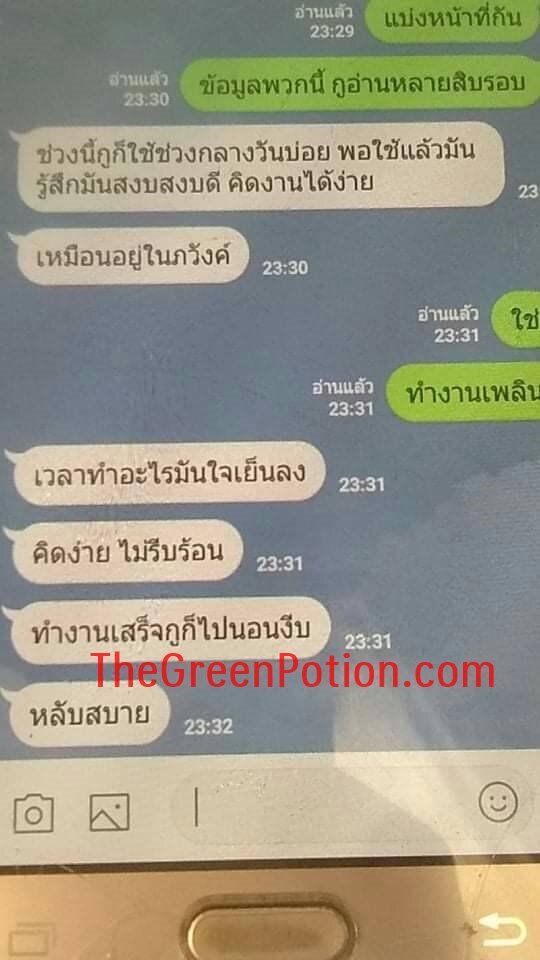 อ่านแล้ว
23:29
แบ่งหน้าที่กัน
อ่านแล้ว
23:30
ข้อมูลพวกนี้ กูอ่านหลายสิบรอบ
ช่วงนี้กูก็ใช้ช่วงกลางวันบ่อย พอใช้แล้วมัน
รู้สึกมันสงบสงบดี คิดงานได้ง่าย
23
เหมือนอยู่ในภวังค์
23:30
อ่านแล้ว
23:31
ใช่
อ่านแล้ว
23:31
ทำงานเพลิน
เวลาทำอะไรมันใจเย็นลง
23:31
คิดง่าย ไม่รีบร้อน
23:31
ทำงานเสร็จกูก็ไปนอนงีบ
23:31
TheGreenPotion.com
หลับสบาย
23:32